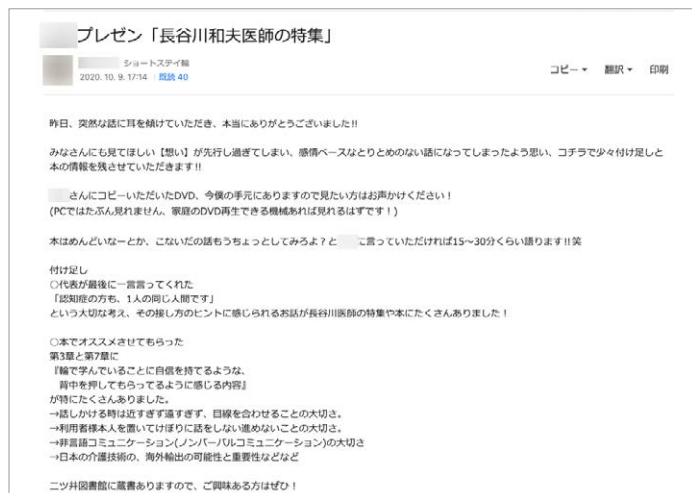 プレゼン「長谷川和夫医師の特集」
ショートステイ輪
2020. 10. 9. 17:14 既読 40
コピー 翻訳 印刷
昨日、突然な話に耳を傾けていただき、本当にありがとうございました!!
みなさんにも見てほしい【想い】が先行し過ぎてしまい、感情ベースなとりとめのない話になってしまったよう思い、コチラで少々付け足しと
本の情報を残させていただきます!!
さんにコピーいただいたDVD、今僕の手元にありますので見たい方はお声かけください！
(PCではたぶん見れません、家庭のDVD再生できる機械あれば見れるはずです！)
本はめんどいなーとか、こないだの話もうちょっとしてみろよ？と に言っていただければ15～30分くらい語ります!!笑
付け足し
○代表が最後に一言言ってくれた
「認知症の方も、1人の同じ人間です」
という大切な考え、その接し方のヒントに感じられるお話が長谷川医師の特集や本にたくさんありました！
○本でオススメさせてもらった
第3章と第7章に
『輪で学んでいることに自信を持てるような、
背中を押してもらってるように感じる内容』
が特にたくさんありました。
→話しかける時は近すぎず遠すぎず、目線を合わせることの大切さ。
→利用者様本人を置いてけぼりに話をしない進めないことの大切さ。
→非言語コミュニケーション(ノンバーバルコミュニケーション)の大切さ
→日本の介護技術の、海外輸出の可能性と重要性などなど
二ツ井図書館に蔵書ありますので、ご興味ある方はぜひ！